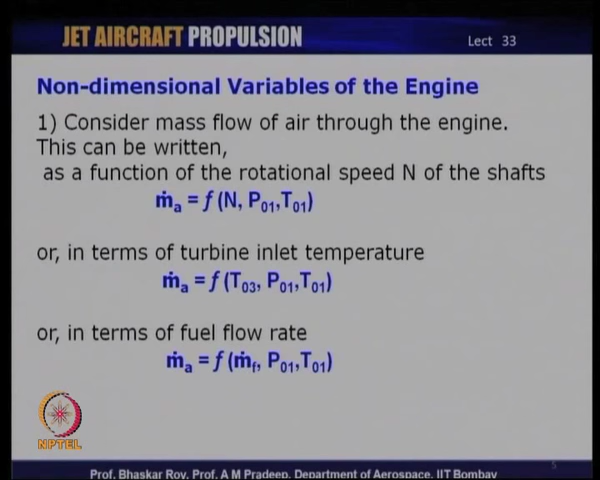 JET AIRCRAFT PROPULSION
Lect 33
Non-dimensional Variables of the Engine
1) Consider mass flow of air through the engine.
This can be written,
as a function of the rotational speed N of the shafts
ṁₐ = f (N, P₀₁,T₀₁)
or, in terms of turbine inlet temperature
ṁₐ = f (T₀₃, P₀₁,T₀₁)
or, in terms of fuel flow rate
ṁₐ = f (ṁf, P₀₁,T₀₁)
NPTEL
5
Prof. Bhaskar Roy, Prof. A M Pradeep, Department of Aerospace, IIT Bombay